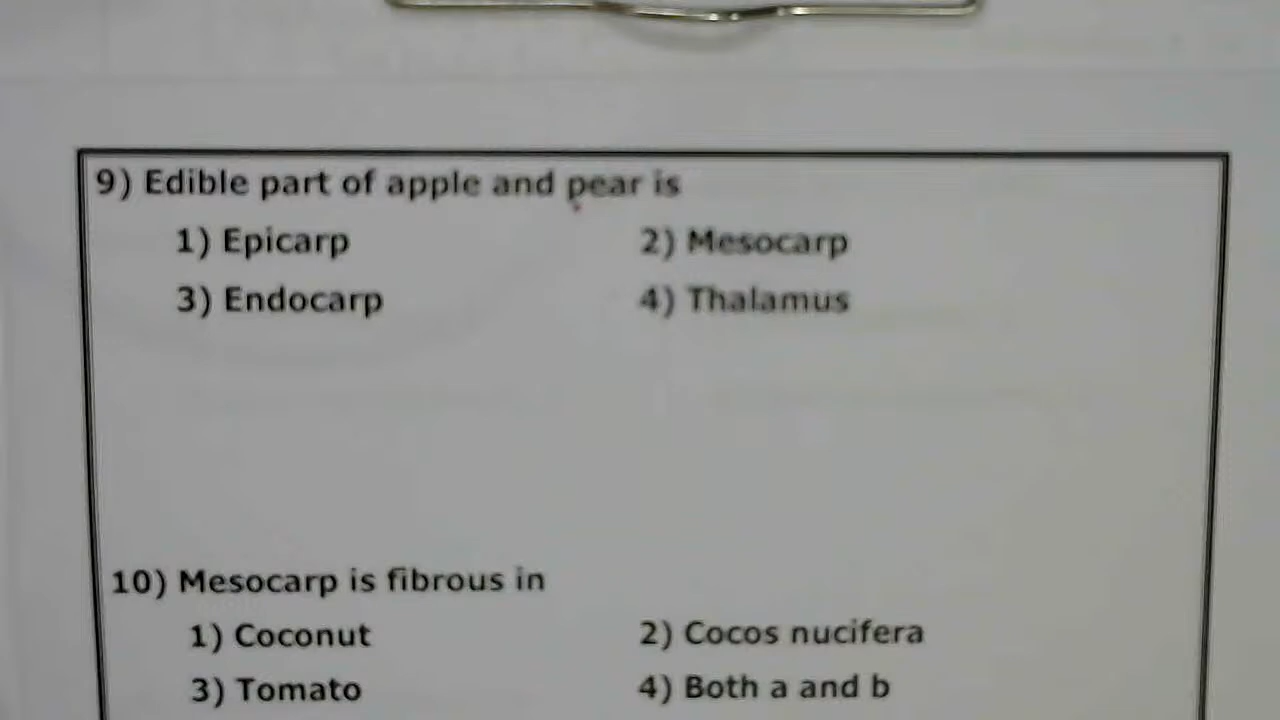 9) Edible part of apple and pear is
1) Epicarp 2) Mesocarp
3) Endocarp 4) Thalamus
10) Mesocarp is fibrous in
1) Coconut 2) Cocos nucifera
3) Tomato 4) Both a and b